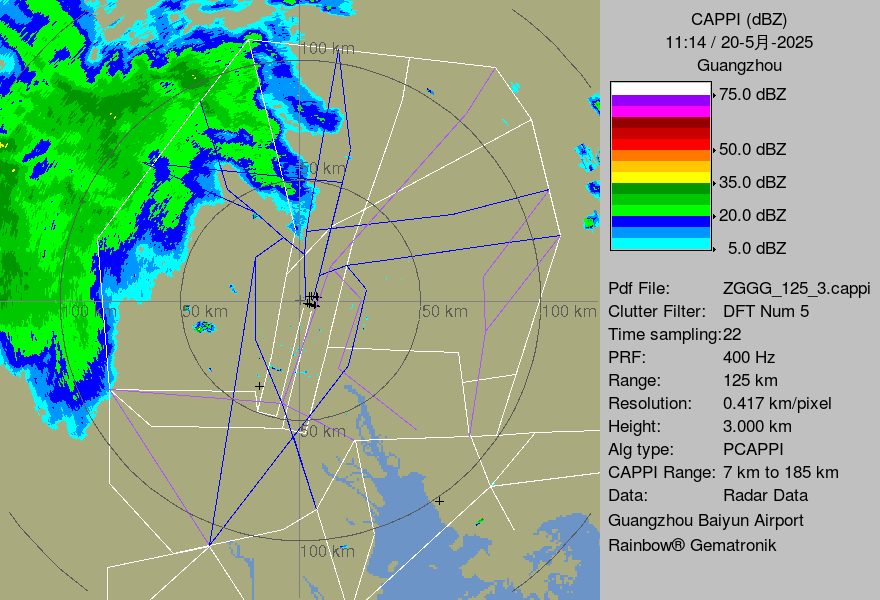 CAPPI (dBZ)
11:14 / 20-5月-2025
Guangzhou
75.0 dBZ
50.0 dBZ
35.0 dBZ
20.0 dBZ
5.0 dBZ
Pdf File: ZGGG_125_3.cappi
Clutter Filter: DFT Num 5
Time sampling:22
PRF: 400 Hz
Range: 125 km
Resolution: 0.417 km/pixel
Height: 3.000 km
Alg type: PCAPPI
CAPPI Range: 7 km to 185 km
Data: Radar Data
Guangzhou Baiyun Airport
Rainbow® Gematronik
100 km
50 km
100 km
50 km
50 km
100 km
50 km
100 km